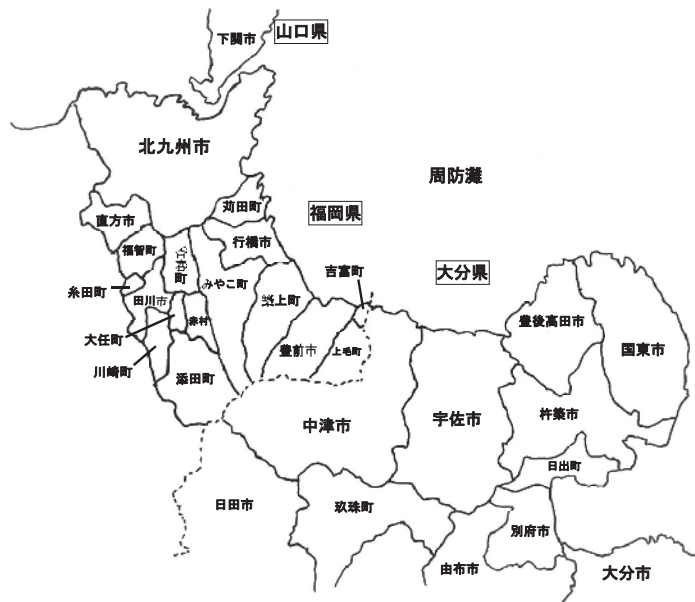 下関市
山口県
北九州市
周防灘
苅田町
直方市
福岡県
行橋市
福智町
香春町
吉富町
大分県
みやこ町
糸田町
田川市
築上町
豊後高田市
赤村
大任町
豊前市
上毛町
国東市
川崎町
添田町
杵築市
中津市
宇佐市
日出町
日田市
玖珠町
別府市
由布市
大分市